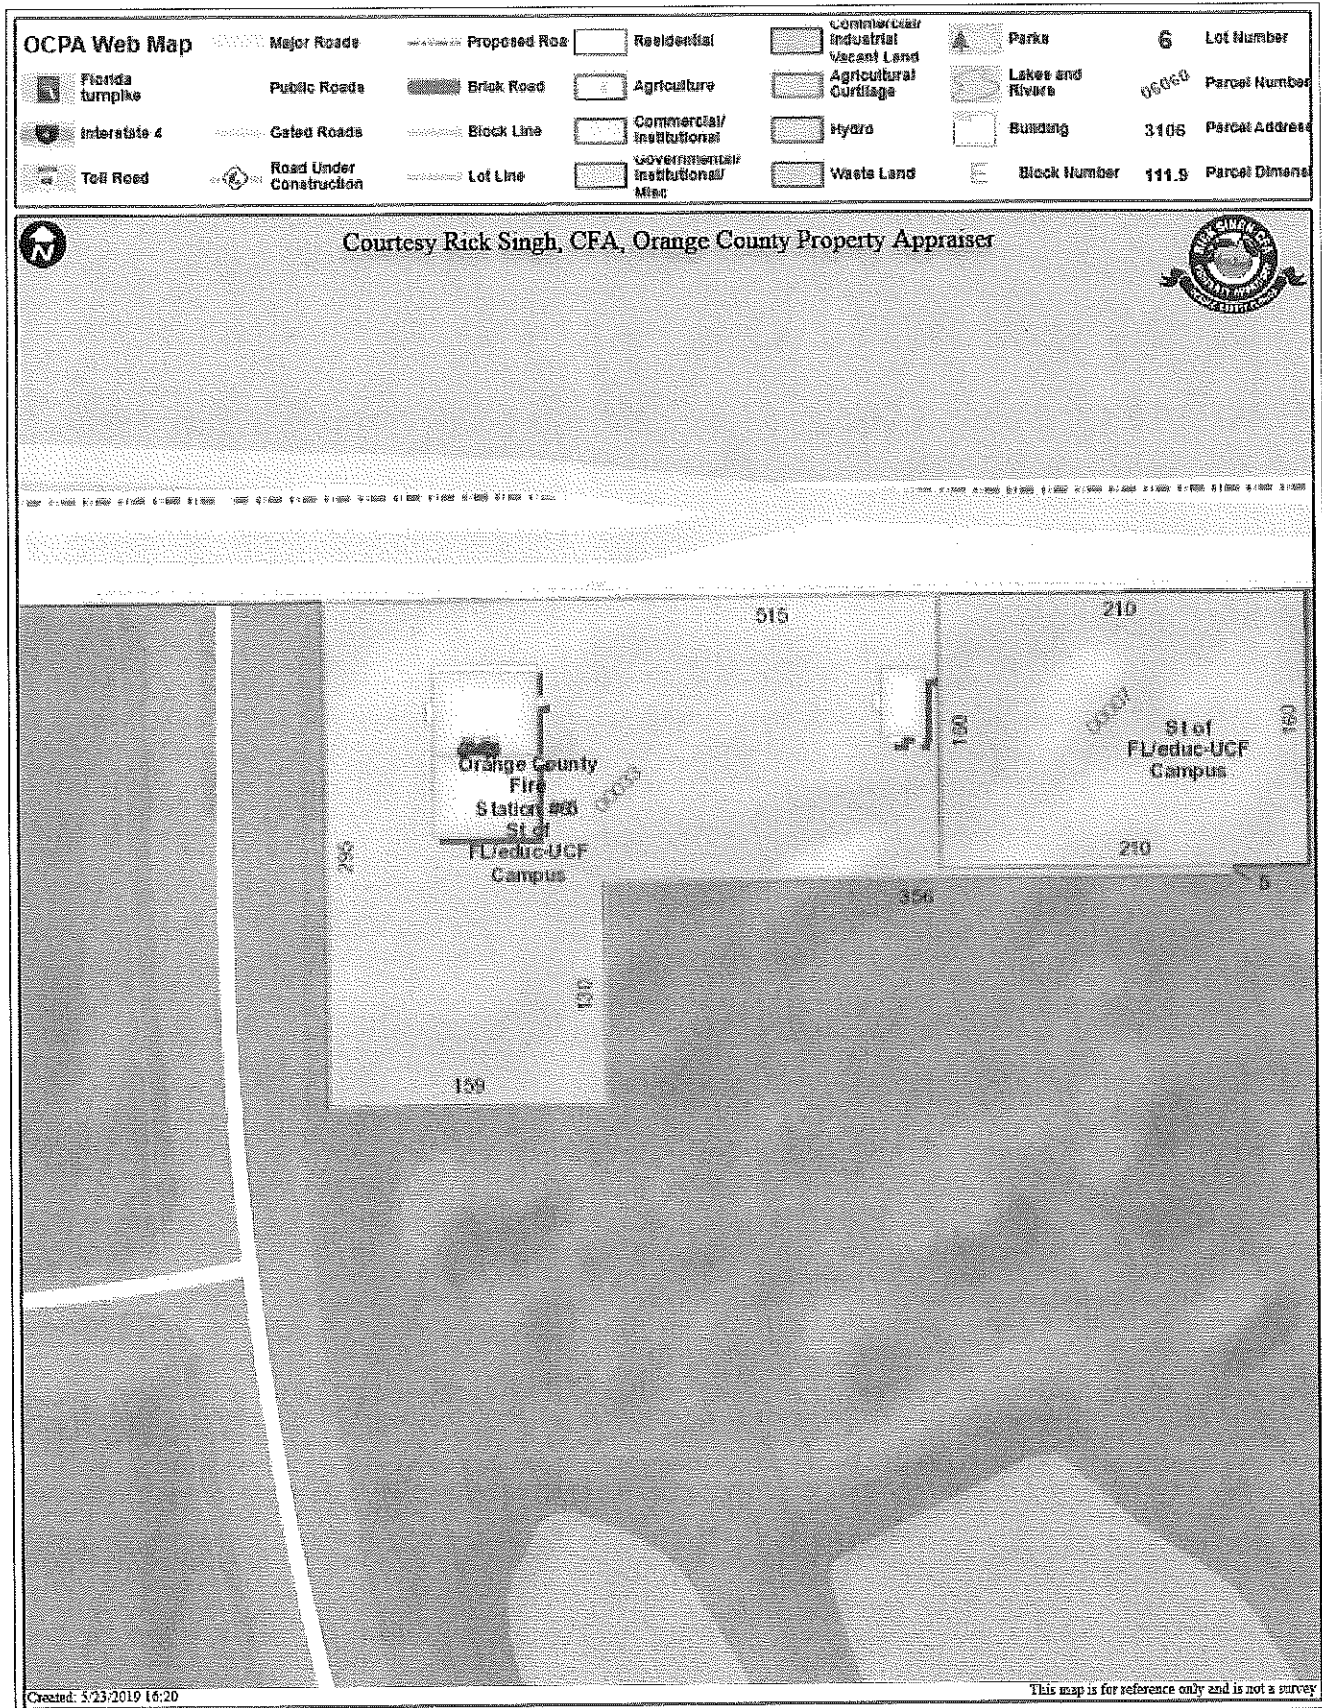 OCPA Web Map
Major Roads
Proposed Roa
Residential
Commercial/
Industrial
Vacant Land
Parks
6
Lot Number
Florida
turnpike
Public Roads
Brick Road
Agriculture
Agricultural
Curtilage
Lakes and
Rivers
06060
Parcel Number
Interstate 4
Gated Roads
Block Line
Commercial/
Institutional
Hydro
Building
3106
Parcel Address
Toll Road
Road Under
Construction
Lot Line
Governmental/
Institutional/
Misc
Waste Land
E
Block Number
111.9
Parcel Dimensi
N
Courtesy Rick Singh, CFA, Orange County Property Appraiser
515
210
Orange County
Fire
Station #65
St of
FL/educ-UCF
Campus
295
150
St of
FL/educ-UCF
Campus
210
5
356
159
Created: 5/23/2019 16:20
This map is for reference only and is not a survey